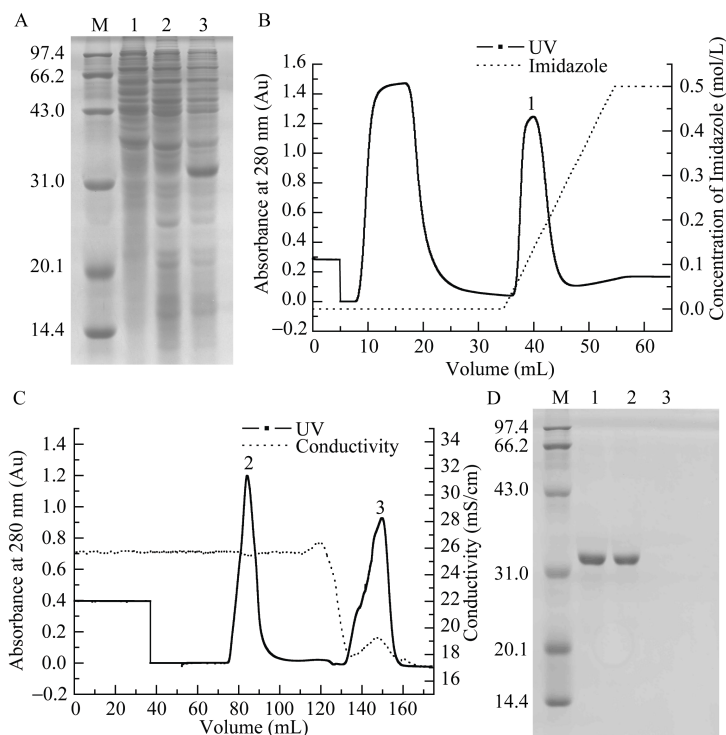 A
M 1 2 3
97.4
66.2
43.0
31.0
20.1
14.4
B
UV
Imidazole
1
1.6
1.4
1.2
1.0
0.8
0.6
0.4
0.2
0.0
−0.2
0.5
0.4
0.3
0.2
0.1
0.0
Absorbance at 280 nm (Au)
Concentration of Imidazole (mol/L)
0 10 20 30 40 50 60
Volume (mL)
C
UV
Conductivity
2
3
1.4
1.2
1.0
0.8
0.6
0.4
0.2
0.0
−0.2
34
32
30
28
26
24
22
20
18
16
Absorbance at 280 nm (Au)
Conductivity (mS/cm)
0 20 40 60 80 100 120 140 160
Volume (mL)
D
M 1 2 3
97.4
66.2
43.0
31.0
20.1
14.4